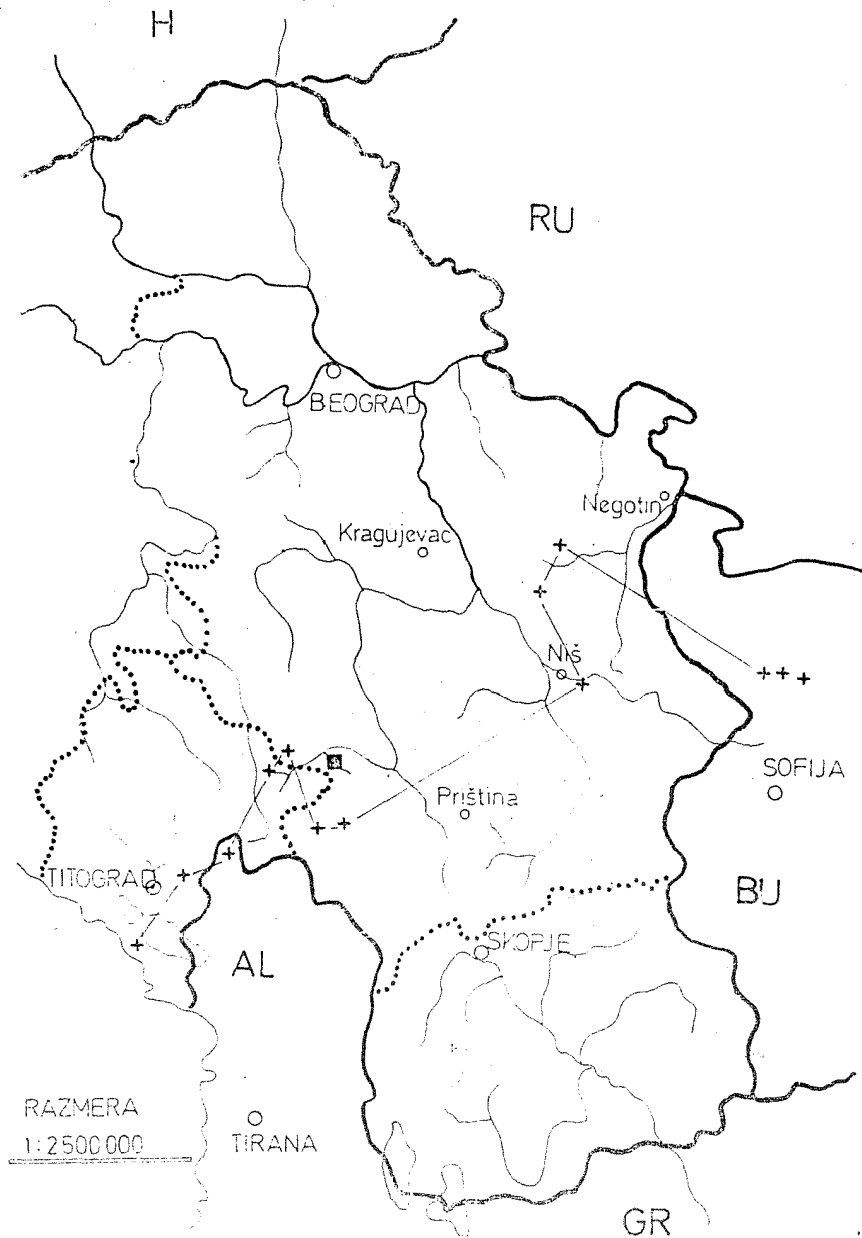 H
RU
BEOGRAD
Negotin
Kragujevac
Niš
SOFIJA
Priština
TITOGRAD
BU
SKOPJE
AL
RAZMERA
1:2500000
TIRANA
GR